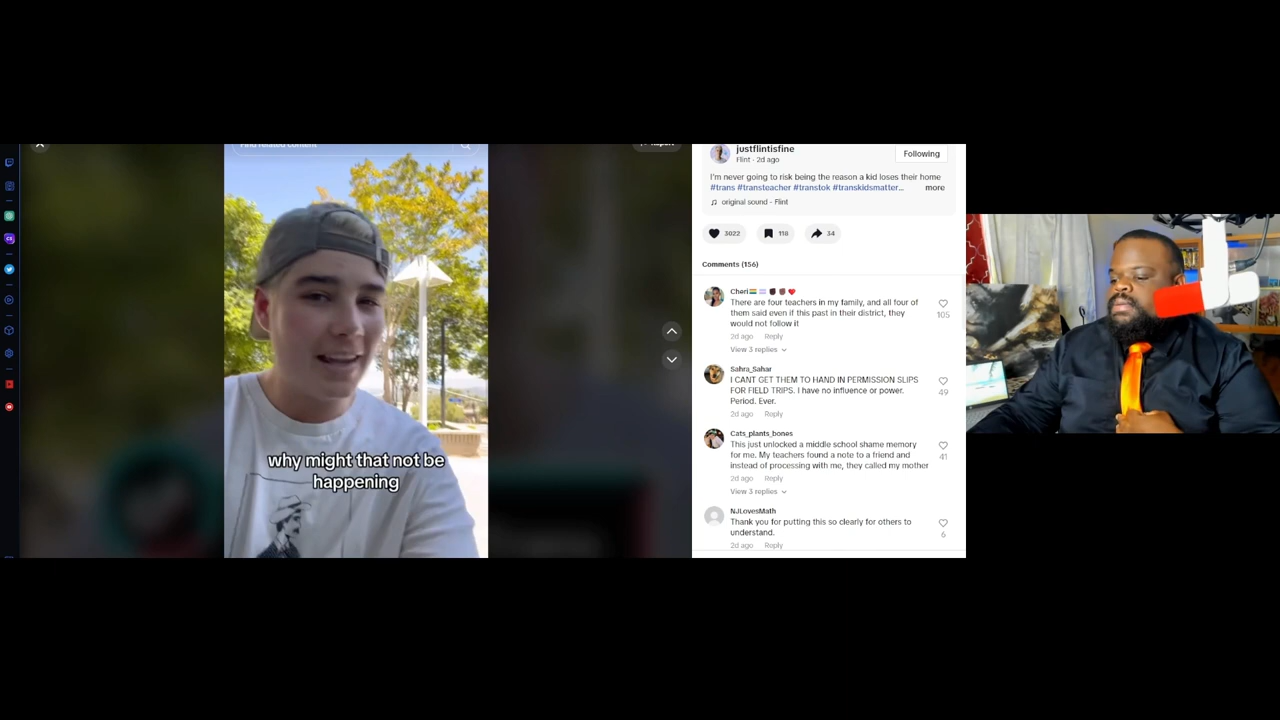 Find related content
Report
why might that not be
happening
justflintisfine
Flint · 2d ago
Following
I'm never going to risk being the reason a kid loses their home
#trans #transteacher #transtok #transkidsmatter... more
original sound - Flint
3022
118
34
Comments (156)
Cheri
There are four teachers in my family, and all four of
them said even if this past in their district, they
would not follow it
105
2d ago Reply
View 3 replies
Sahra_Sahar
I CANT GET THEM TO HAND IN PERMISSION SLIPS
FOR FIELD TRIPS. I have no influence or power.
Period. Ever.
49
2d ago Reply
Cats_plants_bones
This just unlocked a middle school shame memory
for me. My teachers found a note to a friend and
instead of processing with me, they called my mother
41
2d ago Reply
View 3 replies
NJLovesMath
Thank you for putting this so clearly for others to
understand.
6
2d ago Reply